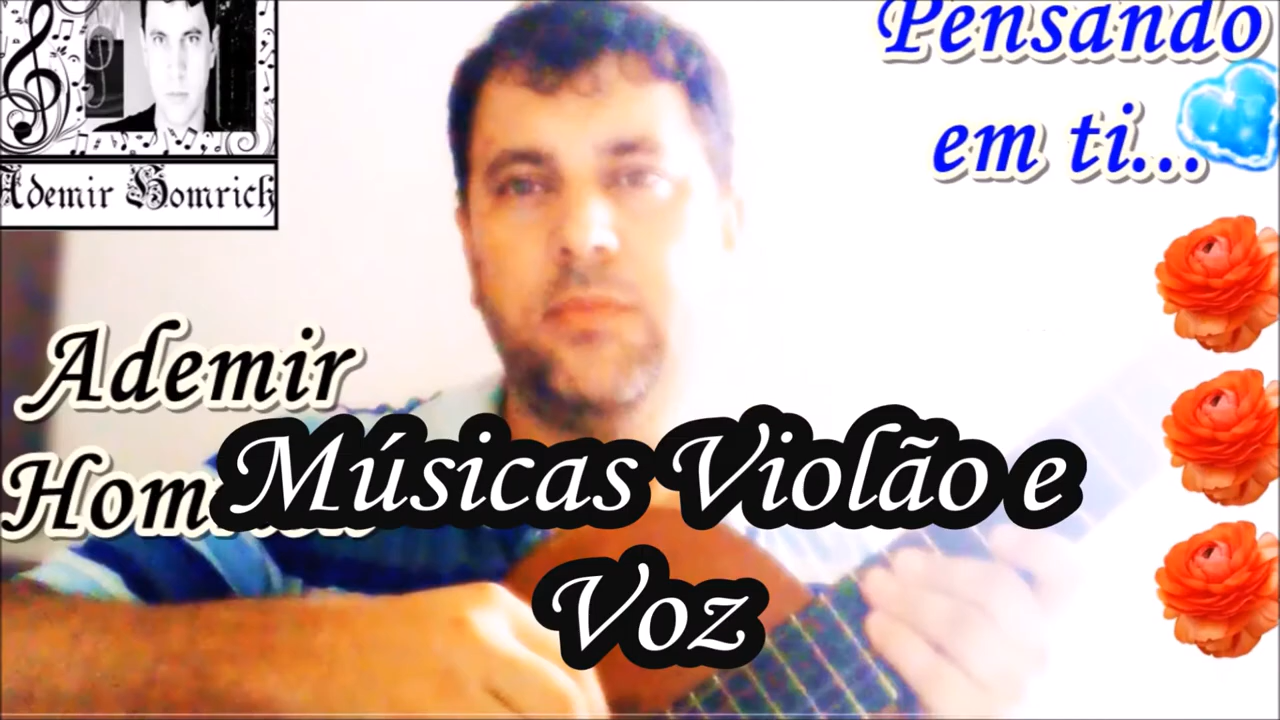 Pensando
em ti...
Ademir Homrich
Ademir
Músicas Violão e
Voz